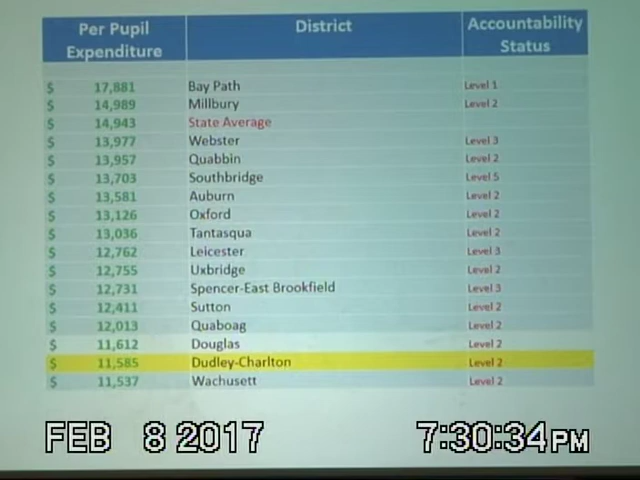 Per Pupil Expenditure District Accountability Status
$ 17,881 Bay Path Level 1
$ 14,989 Millbury Level 2
$ 14,943 State Average
$ 13,977 Webster Level 3
$ 13,957 Quabbin Level 2
$ 13,703 Southbridge Level 5
$ 13,581 Auburn Level 2
$ 13,126 Oxford Level 2
$ 13,036 Tantasqua Level 2
$ 12,762 Leicester Level 3
$ 12,755 Uxbridge Level 2
$ 12,731 Spencer-East Brookfield Level 3
$ 12,411 Sutton Level 2
$ 12,013 Quaboag Level 2
$ 11,612 Douglas Level 2
$ 11,585 Dudley-Charlton Level 2
$ 11,537 Wachusett Level 2
FEB 8 2017 7:30:34PM